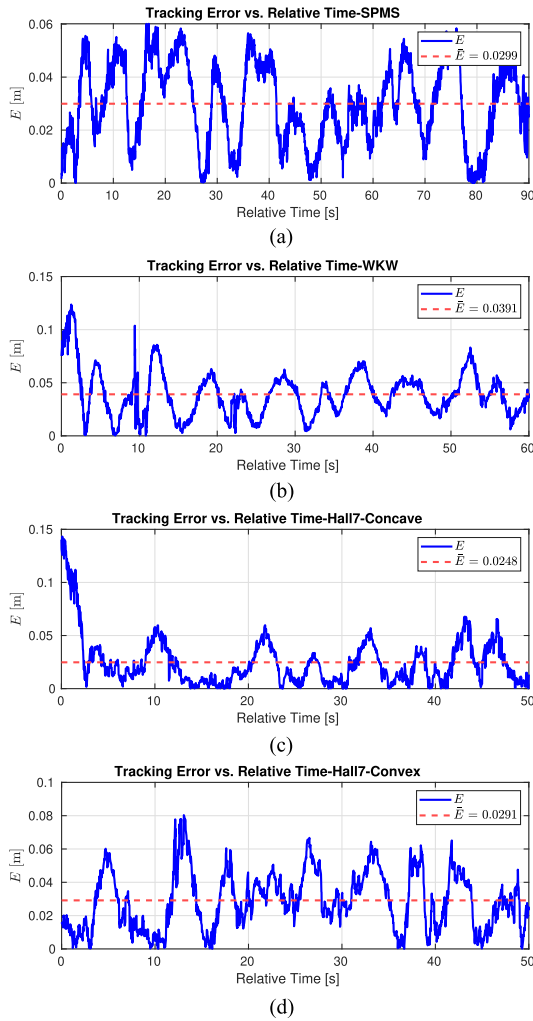 Tracking Error vs. Relative Time-SPMS
0.06
0.04
0.02
0
E [m]
E
Ē = 0.0299
0 10 20 30 40 50 60 70 80 90
Relative Time [s]
(a)
Tracking Error vs. Relative Time-WKW
0.15
0.1
0.05
0
E [m]
E
Ē = 0.0391
0 10 20 30 40 50 60
Relative Time [s]
(b)
Tracking Error vs. Relative Time-Hall7-Concave
0.15
0.1
0.05
0
E [m]
E
Ē = 0.0248
0 10 20 30 40 50
Relative Time [s]
(c)
Tracking Error vs. Relative Time-Hall7-Convex
0.1
0.08
0.06
0.04
0.02
0
E [m]
E
Ē = 0.0291
0 10 20 30 40 50
Relative Time [s]
(d)